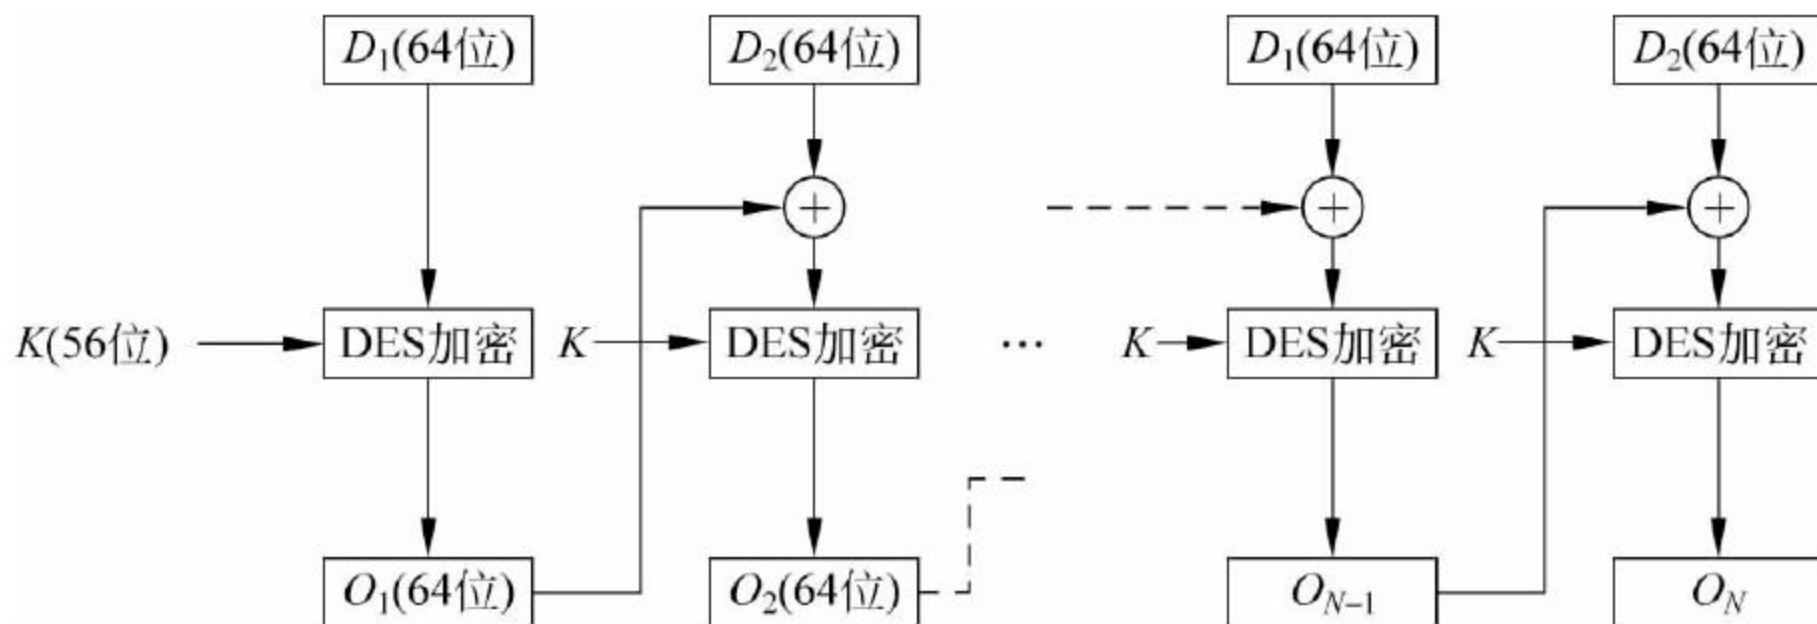 D₁(64位) D₂(64位) D₁(64位) D₂(64位)
+ + +
K(56位) DES加密 K DES加密 … K DES加密 K DES加密
O₁(64位) O₂(64位) O_{N-1} O_N